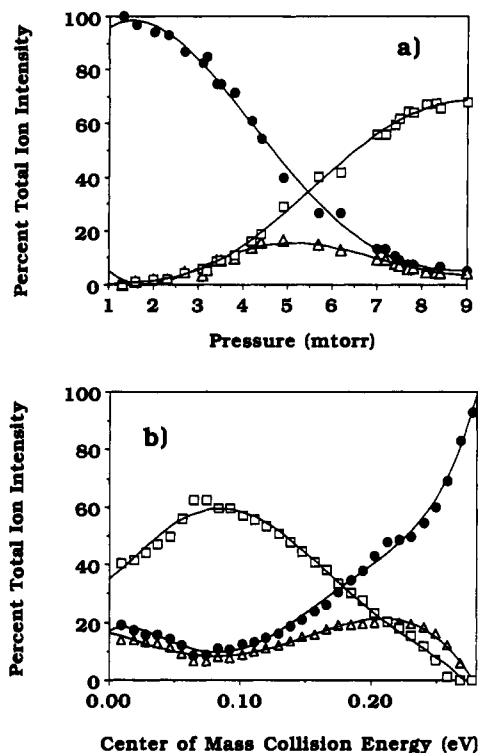 Percent Total Ion Intensity
100
80
60
40
20
0
a)
1 2 3 4 5 6 7 8 9
Pressure (mtorr)
Percent Total Ion Intensity
100
80
60
40
20
0
b)
0.00 0.10 0.20
Center of Mass Collision Energy (eV)